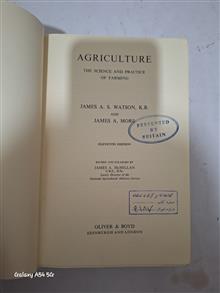 AGRICULTURE
THE SCIENCE AND PRACTICE
OF FARMING
JAMES A. S. WATSON, K.B.
AND
JAMES A. MORE
PRESENTED
BY
BRITAIN
ELEVENTH EDITION
REVISED AND ENLARGED BY
JAMES A. McMILLAN
OLIVER & BOYD
EDINBURGH AND LONDON
Galaxy A54 5G